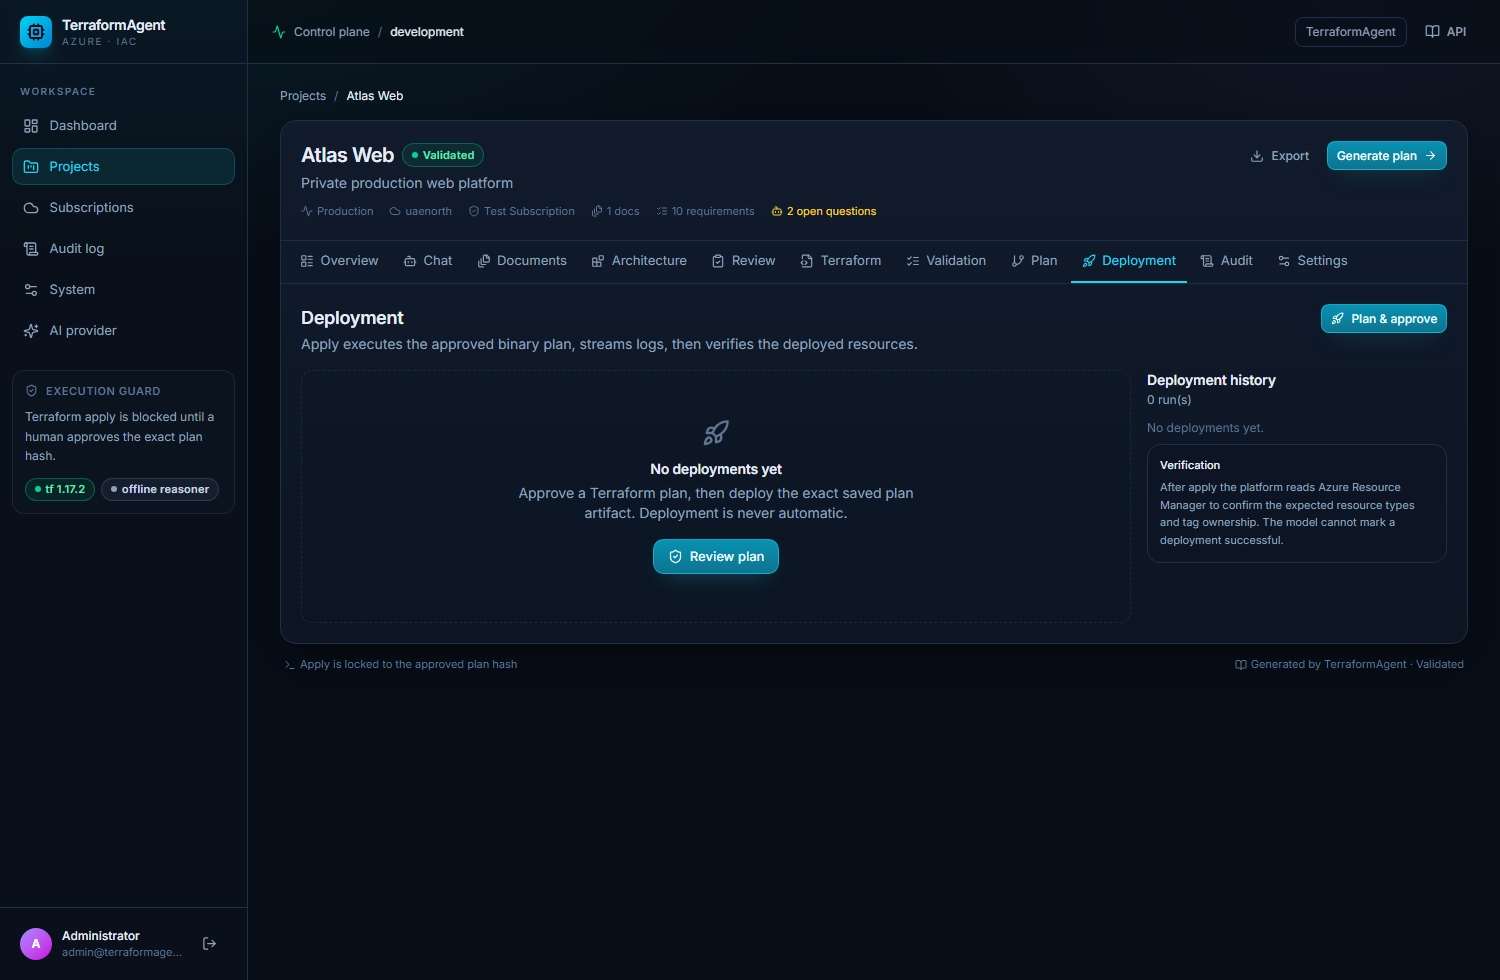 TerraformAgent
AZURE · IAC
Control plane / development
TerraformAgent
API
WORKSPACE
Dashboard
Projects
Subscriptions
Audit log
System
AI provider
EXECUTION GUARD
Terraform apply is blocked until a
human approves the exact plan
hash.
tf 1.17.2
offline reasoner
Administrator
admin@terraformage...
A
Projects / Atlas Web
Atlas Web
Validated
Export
Generate plan
Private production web platform
Production
uaenorth
Test Subscription
1 docs
10 requirements
2 open questions
Overview
Chat
Documents
Architecture
Review
Terraform
Validation
Plan
Deployment
Audit
Settings
Deployment
Plan & approve
Apply executes the approved binary plan, streams logs, then verifies the deployed resources.
No deployments yet
Approve a Terraform plan, then deploy the exact saved plan
artifact. Deployment is never automatic.
Review plan
Deployment history
0 run(s)
No deployments yet.
Verification
After apply the platform reads Azure Resource
Manager to confirm the expected resource types
and tag ownership. The model cannot mark a
deployment successful.
Apply is locked to the approved plan hash
Generated by TerraformAgent · Validated